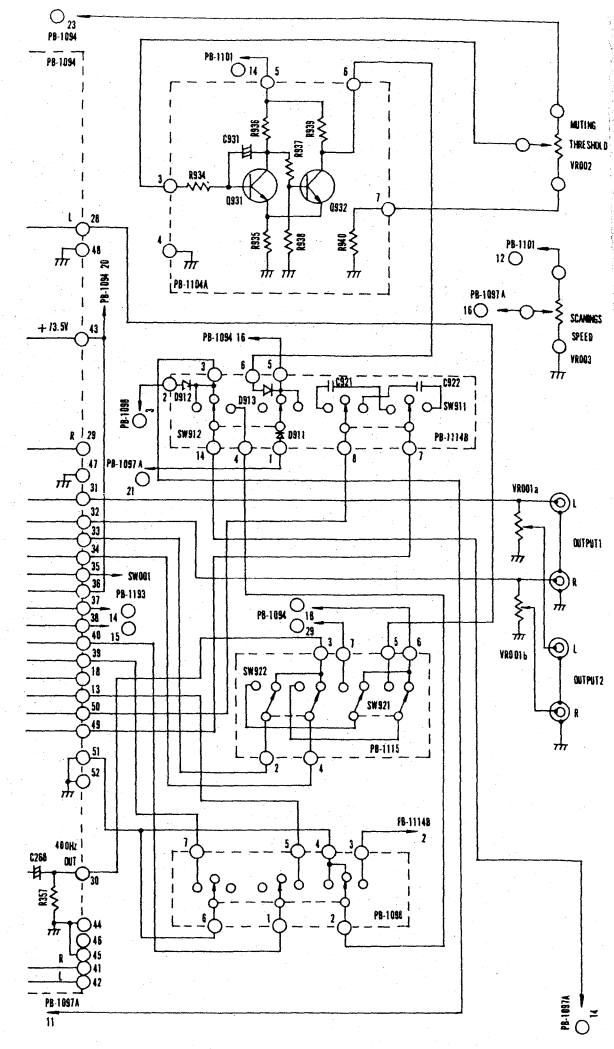 23
PB-1094
PB-1094
PB-1101
14
5
6
R936
R939
C931
R937
MUTING
THRESHOLD
VR002
3
R934
Q931
Q932
7
L
28
48
4
R935
R938
R940
PB-1104A
PB-1094 20
PB-1101
12
PB-1097A
16
SCANINGS
SPEED
VR003
+13.5V
43
PB-1094 16
3
6
5
2
D912
D913
C921
C922
SW911
PB-1098
3
SW912
D911
PB-1114B
R
29
14
4
1
8
7
PB-1097A
21
47
31
VR001a
L
32
33
OUTPUT1
34
35
SW001
36
PB-1193
R
37
14
PB-1094
18
38
15
29
40
3
7
5
6
VR001b
L
39
SW922
18
OUTPUT2
13
SW921
50
R
49
PB-1115
51
2
4
52
PB-1114B
2
400Hz
OUT
C268
7
5
4
3
30
R357
PB-1098
44
6
1
2
46
45
R
41
L
42
PB-1097A
11
PB-1097A
14